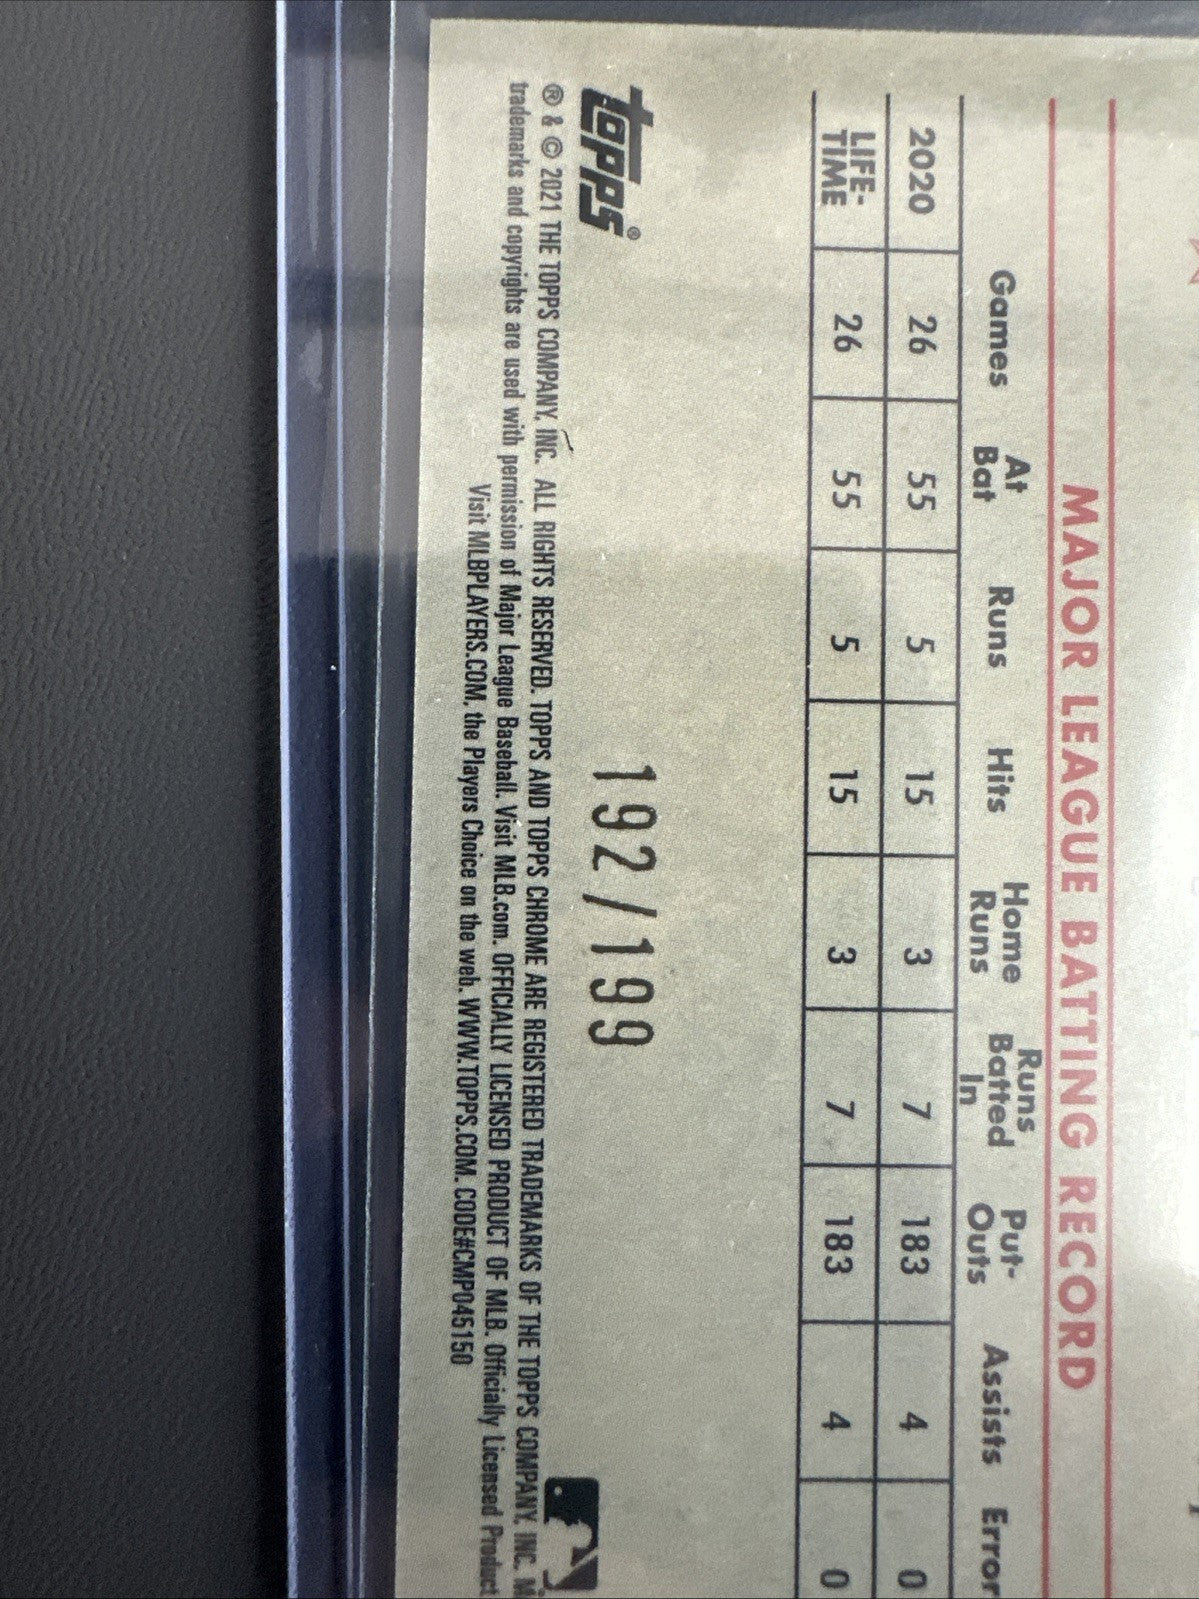 MAJOR LEAGUE BATTING RECORD
Games At Bat Runs Hits Home Runs Runs Batted In Put-Outs Assists Error
2020 26 55 5 15 3 7 183 4 0
LIFE-TIME 26 55 5 15 3 7 183 4 0
topps®
192/199
® & © 2021 THE TOPPS COMPANY, INC. ALL RIGHTS RESERVED. TOPPS AND TOPPS CHROME ARE REGISTERED TRADEMARKS OF THE TOPPS COMPANY, INC.
trademarks and copyrights are used with permission of Major League Baseball. Visit MLB.com. OFFICIALLY LICENSED PRODUCT OF MLB. Officially Licensed Product
Visit MLBPLAYERS.COM, the Players Choice on the web. WWW.TOPPS.COM. CODE#CMP045150